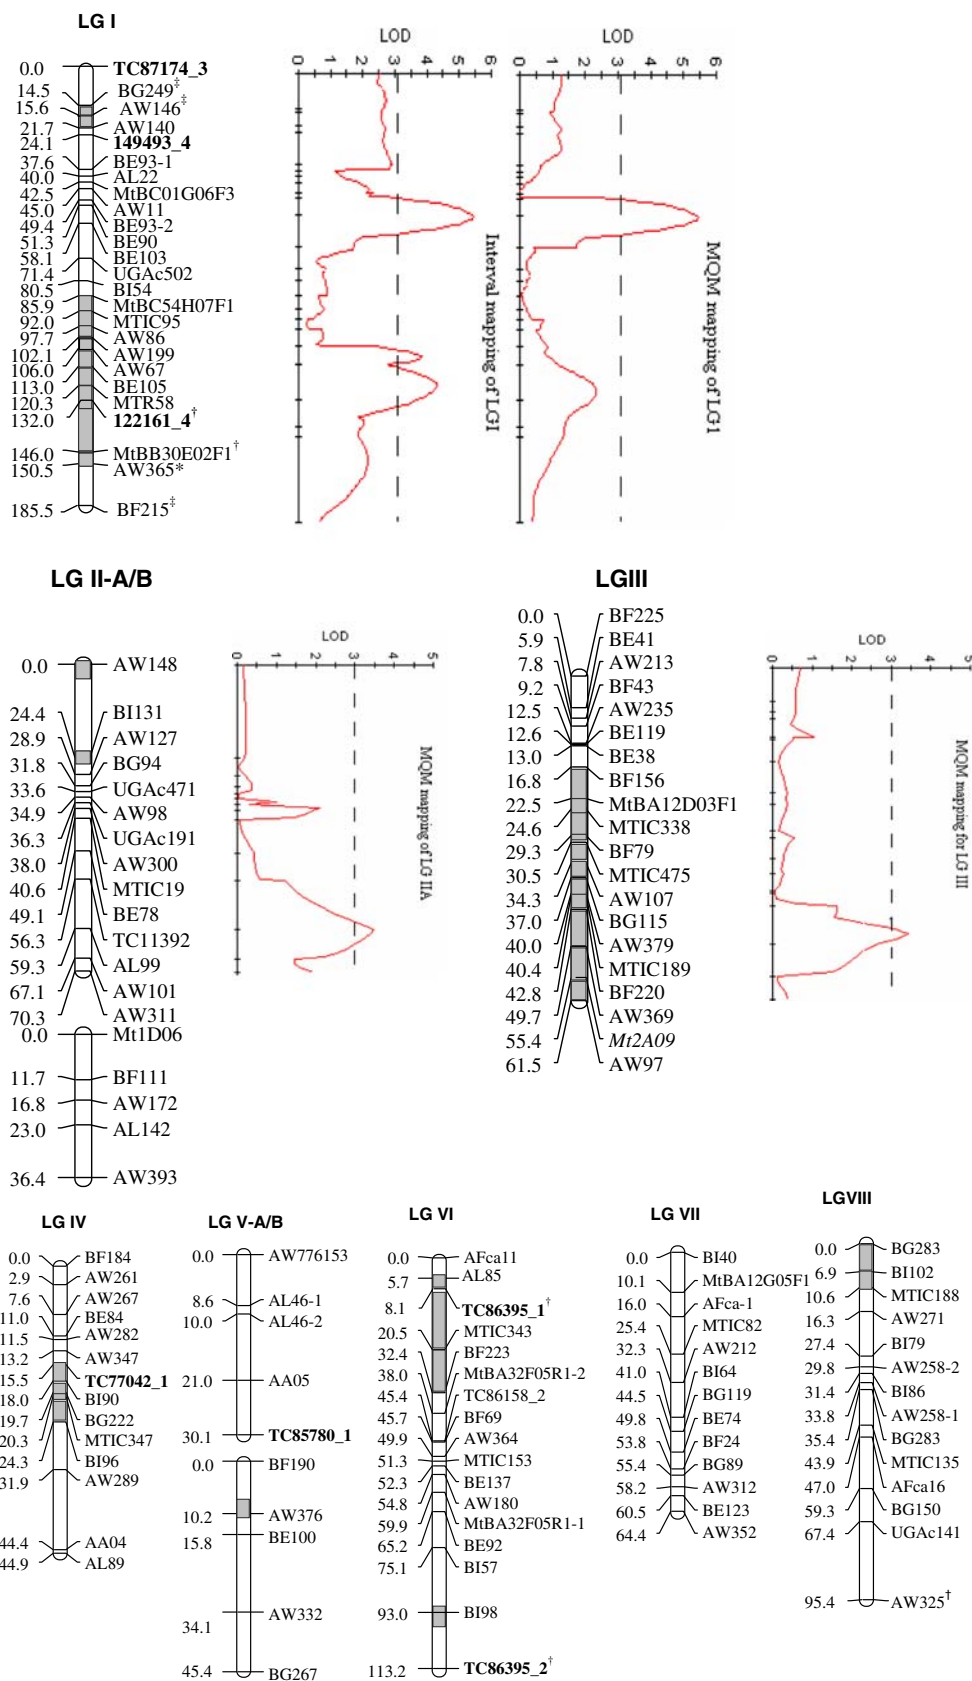 LG I
0.0 TC87174_3
14.5 BG249‡
15.6 AW146‡
21.7 AW140
24.1 149493_4
37.6 BE93-1
40.0 AL22
42.5 MtBC01G06F3
45.0 AW11
49.4 BE93-2
51.3 BE90
58.1 BE103
71.4 UGAc502
80.5 BI54
85.9 MtBC54H07F1
92.0 MTIC95
97.7 AW86
102.1 AW199
106.0 AW67
113.0 BE105
120.3 MTR58
132.0 122161_4†
146.0 MtBB30E02F1†
150.5 AW365*
185.5 BF215‡
LOD
0 1 2 3 4 5 6
Interval mapping of LGI
LOD
0 1 2 3 4 5 6
MQM mapping of LG1
LG II-A/B
0.0 AW148
24.4 BI131
28.9 AW127
31.8 BG94
33.6 UGAc471
34.9 AW98
36.3 UGAc191
38.0 AW300
40.6 MTIC19
49.1 BE78
56.3 TC11392
59.3 AL99
67.1 AW101
70.3 AW311
0.0 Mt1D06
11.7 BF111
16.8 AW172
23.0 AL142
36.4 AW393
LOD
0 1 2 3 4 5
MQM mapping of LG IIA
LGIII
0.0 BF225
5.9 BE41
7.8 AW213
9.2 BF43
12.5 AW235
12.6 BE119
13.0 BE38
16.8 BF156
22.5 MtBA12D03F1
24.6 MTIC338
29.3 BF79
30.5 MTIC475
34.3 AW107
37.0 BG115
40.0 AW379
40.4 MTIC189
42.8 BF220
49.7 AW369
55.4 Mt2A09
61.5 AW97
LOD
0 1 2 3 4 5
MQM mapping for LG III
LG IV
0.0 BF184
2.9 AW261
7.6 AW267
11.0 BE84
11.5 AW282
13.2 AW347
15.5 TC77042_1
18.0 BI90
19.7 BG222
20.3 MTIC347
24.3 BI96
31.9 AW289
44.4 AA04
44.9 AL89
LG V-A/B
0.0 AW776153
8.6 AL46-1
10.0 AL46-2
21.0 AA05
30.1 TC85780_1
0.0 BF190
10.2 AW376
15.8 BE100
34.1 AW332
45.4 BG267
LG VI
0.0 AFca11
5.7 AL85
8.1 TC86395_1†
20.5 MTIC343
32.4 BF223
38.0 MtBA32F05R1-2
45.4 TC86158_2
45.7 BF69
49.9 AW364
51.3 MTIC153
52.3 BE137
54.8 AW180
59.9 MtBA32F05R1-1
65.2 BE92
75.1 BI57
93.0 BI98
113.2 TC86395_2†
LG VII
0.0 BI40
10.1 MtBA12G05F1
16.0 AFca-1
25.4 MTIC82
32.3 AW212
41.0 BI64
44.5 BG119
49.8 BE74
53.8 BF24
55.4 BG89
58.2 AW312
60.5 BE123
64.4 AW352
LGVIII
0.0 BG283
6.9 BI102
10.6 MTIC188
16.3 AW271
27.4 BI79
29.8 AW258-2
31.4 BI86
33.8 AW258-1
35.4 BG283
43.9 MTIC135
47.0 AFca16
59.3 BG150
67.4 UGAc141
95.4 AW325†